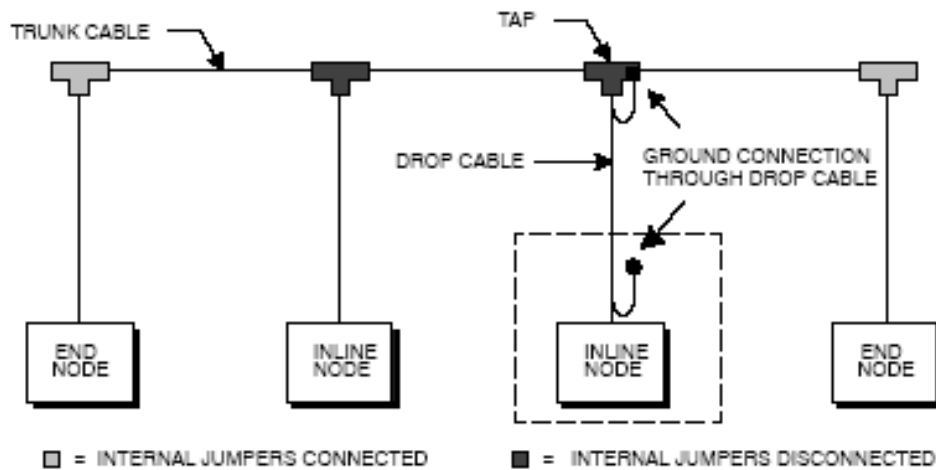 TAP
TRUNK CABLE
DROP CABLE
GROUND CONNECTION
THROUGH DROP CABLE
END
NODE
INLINE
NODE
INLINE
NODE
END
NODE
= INTERNAL JUMPERS CONNECTED
= INTERNAL JUMPERS DISCONNECTED